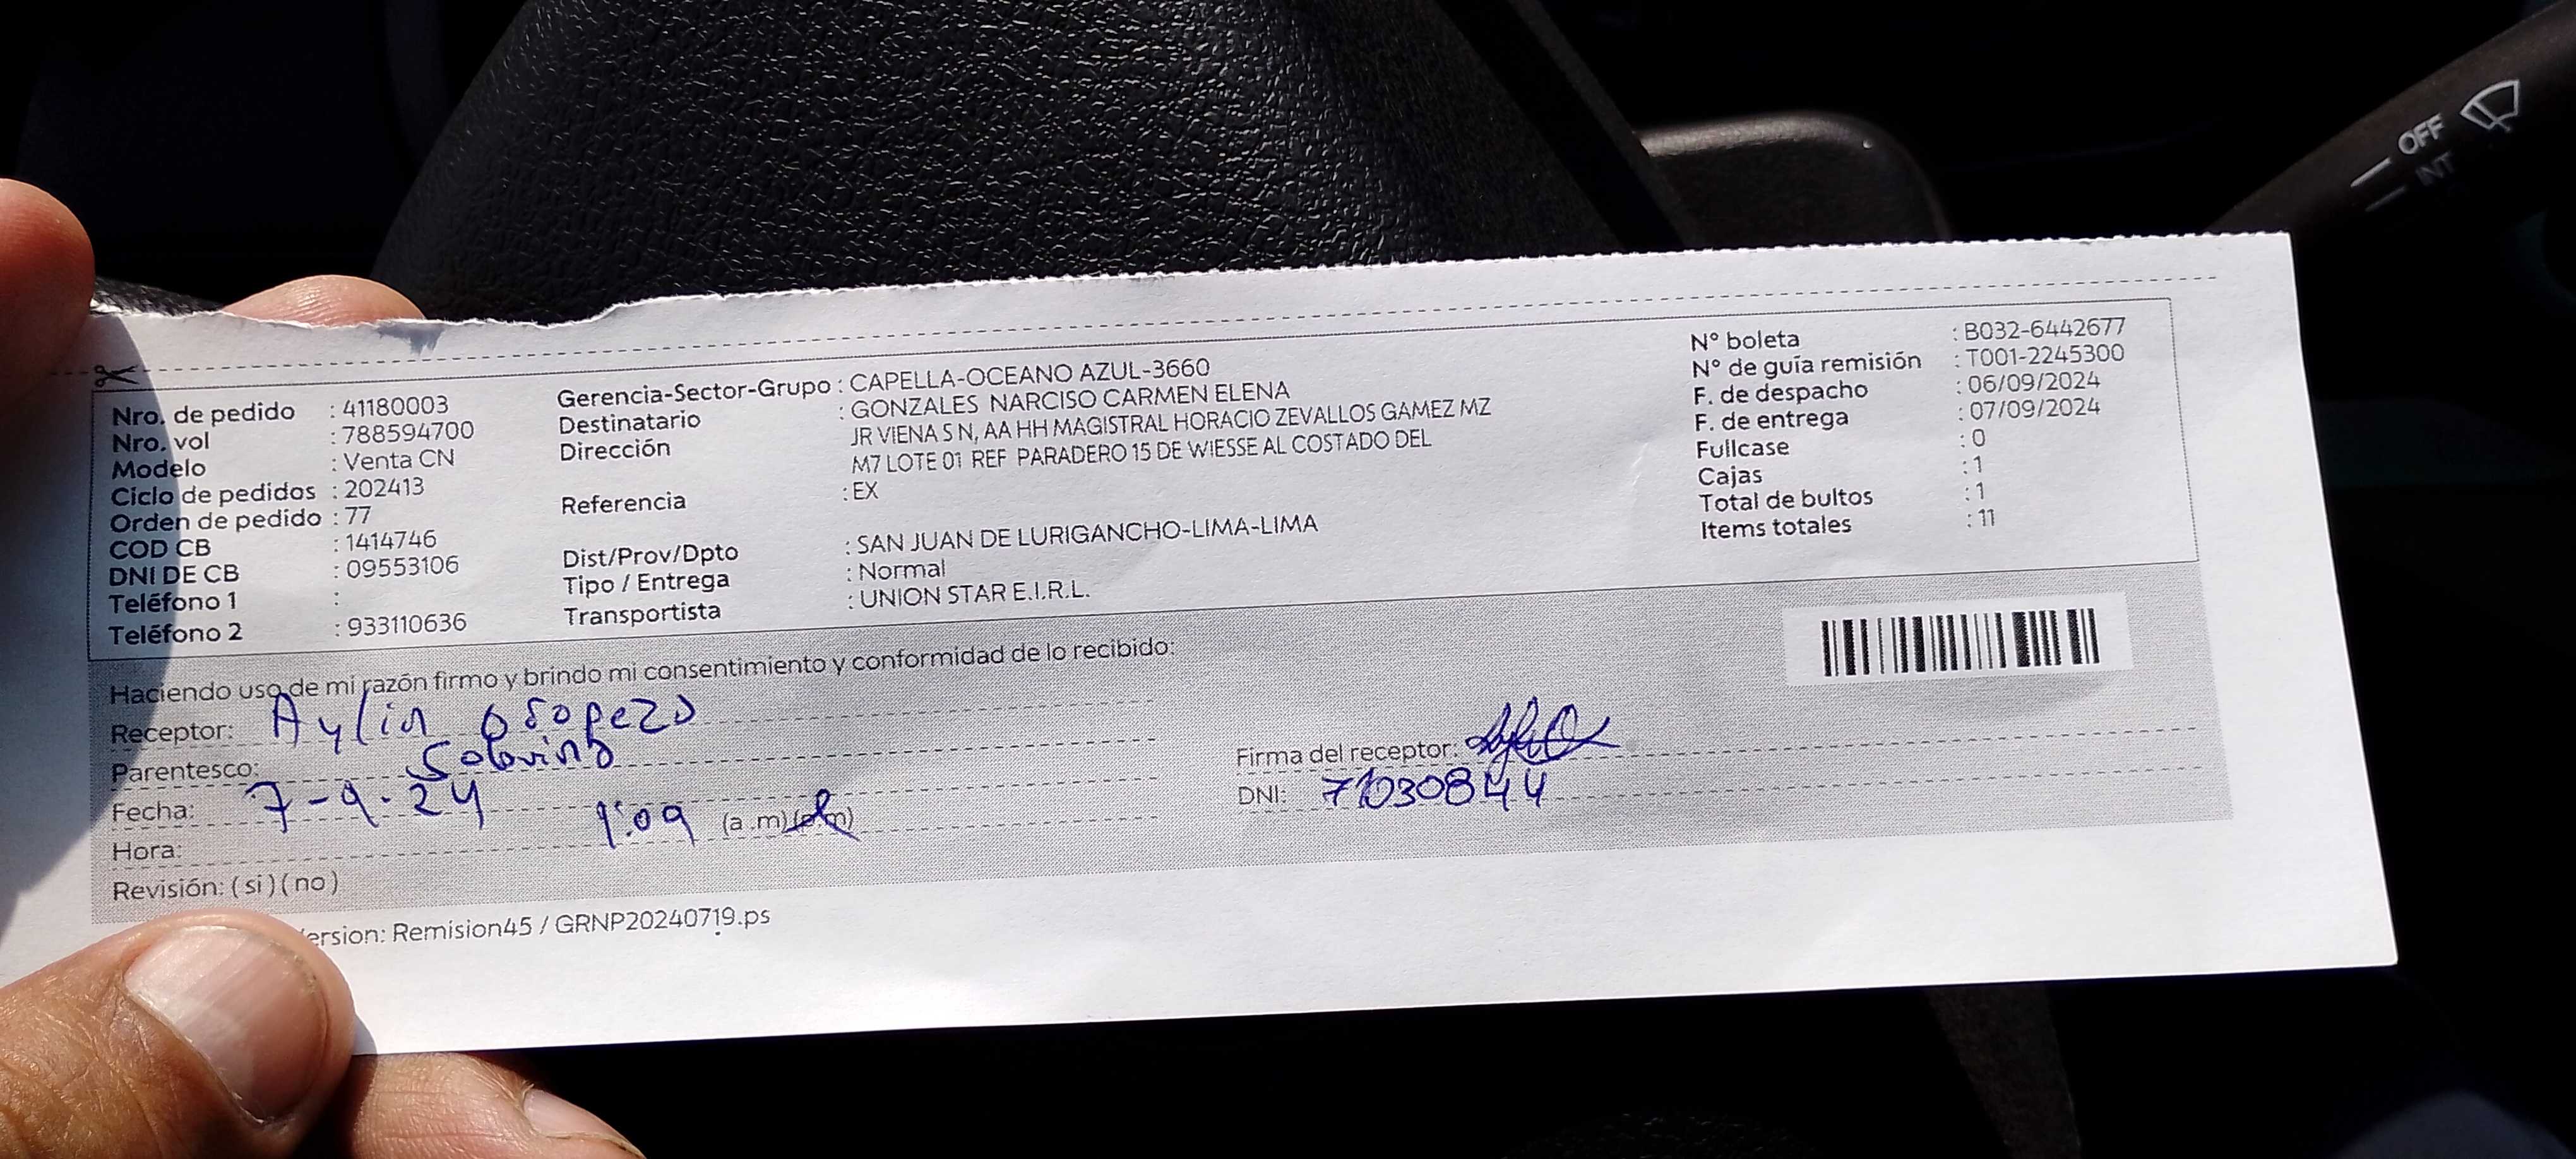 OFF
INT
Nro. de pedido : 41180003
Nro. vol : 788594700
Modelo : Venta CN
Ciclo de pedidos : 202413
Orden de pedido : 77
COD CB : 1414746
DNI DE CB : 09553106
Teléfono 1 :
Teléfono 2 : 933110636
Gerencia-Sector-Grupo : CAPELLA-OCEANO AZUL-3660
Destinatario : GONZALES NARCISO CARMEN ELENA
Dirección JR VIENA S N, AA HH MAGISTRAL HORACIO ZEVALLOS GAMEZ MZ
M7 LOTE 01 REF PARADERO 15 DE WIESSE AL COSTADO DEL
Referencia : EX
Dist/Prov/Dpto : SAN JUAN DE LURIGANCHO-LIMA-LIMA
Tipo / Entrega : Normal
Transportista : UNION STAR E.I.R.L.
N° boleta : B032-6442677
N° de guía remisión : T001-2245300
F. de despacho : 06/09/2024
F. de entrega : 07/09/2024
Fullcase : 0
Cajas : 1
Total de bultos : 1
Items totales : 11
Haciendo uso de mi razón firmo y brindo mi consentimiento y conformidad de lo recibido:
Receptor: Aylin
Parentesco:
Fecha: 7-9-24
Hora: 1:09 (a.m)(p.m)
Revisión: (si)(no)
Firma del receptor:
DNI: 71030844
ersion: Remision45 / GRNP20240719.ps